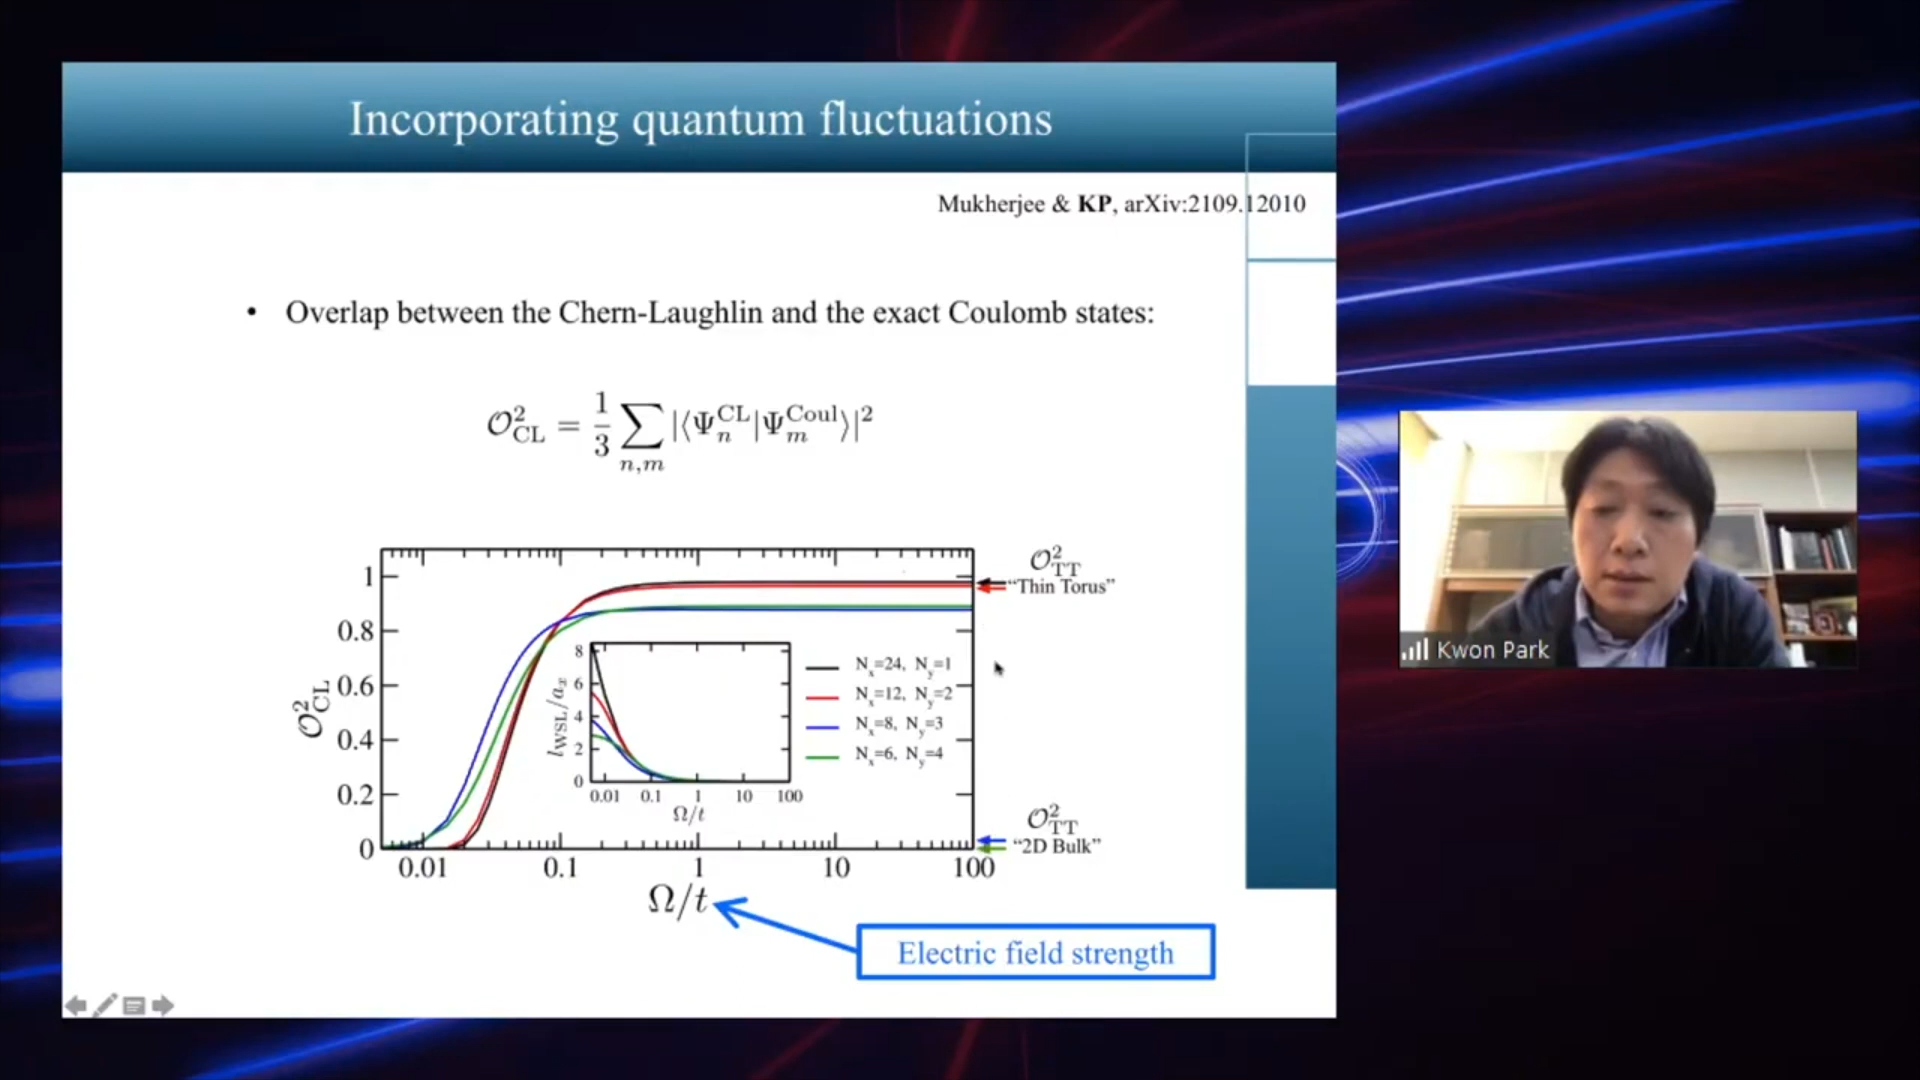 Incorporating quantum fluctuations
Mukherjee & KP, arXiv:2109.12010
• Overlap between the Chern-Laughlin and the exact Coulomb states:
𝒪²_CL = 1/3 ∑_{n,m} |⟨Ψ_n^CL|Ψ_m^Coul⟩|²
𝒪²_CL
1
0.8
0.6
0.4
0.2
0
0.01 0.1 1 10 100
Ω/t
l_WSL/a_x
8
6
4
2
0
0.01 0.1 1 10 100
Ω/t
N_x=24, N_y=1
N_x=12, N_y=2
N_x=8, N_y=3
N_x=6, N_y=4
𝒪²_TT
“Thin Torus”
𝒪²_TT
“2D Bulk”
Electric field strength
Kwon Park